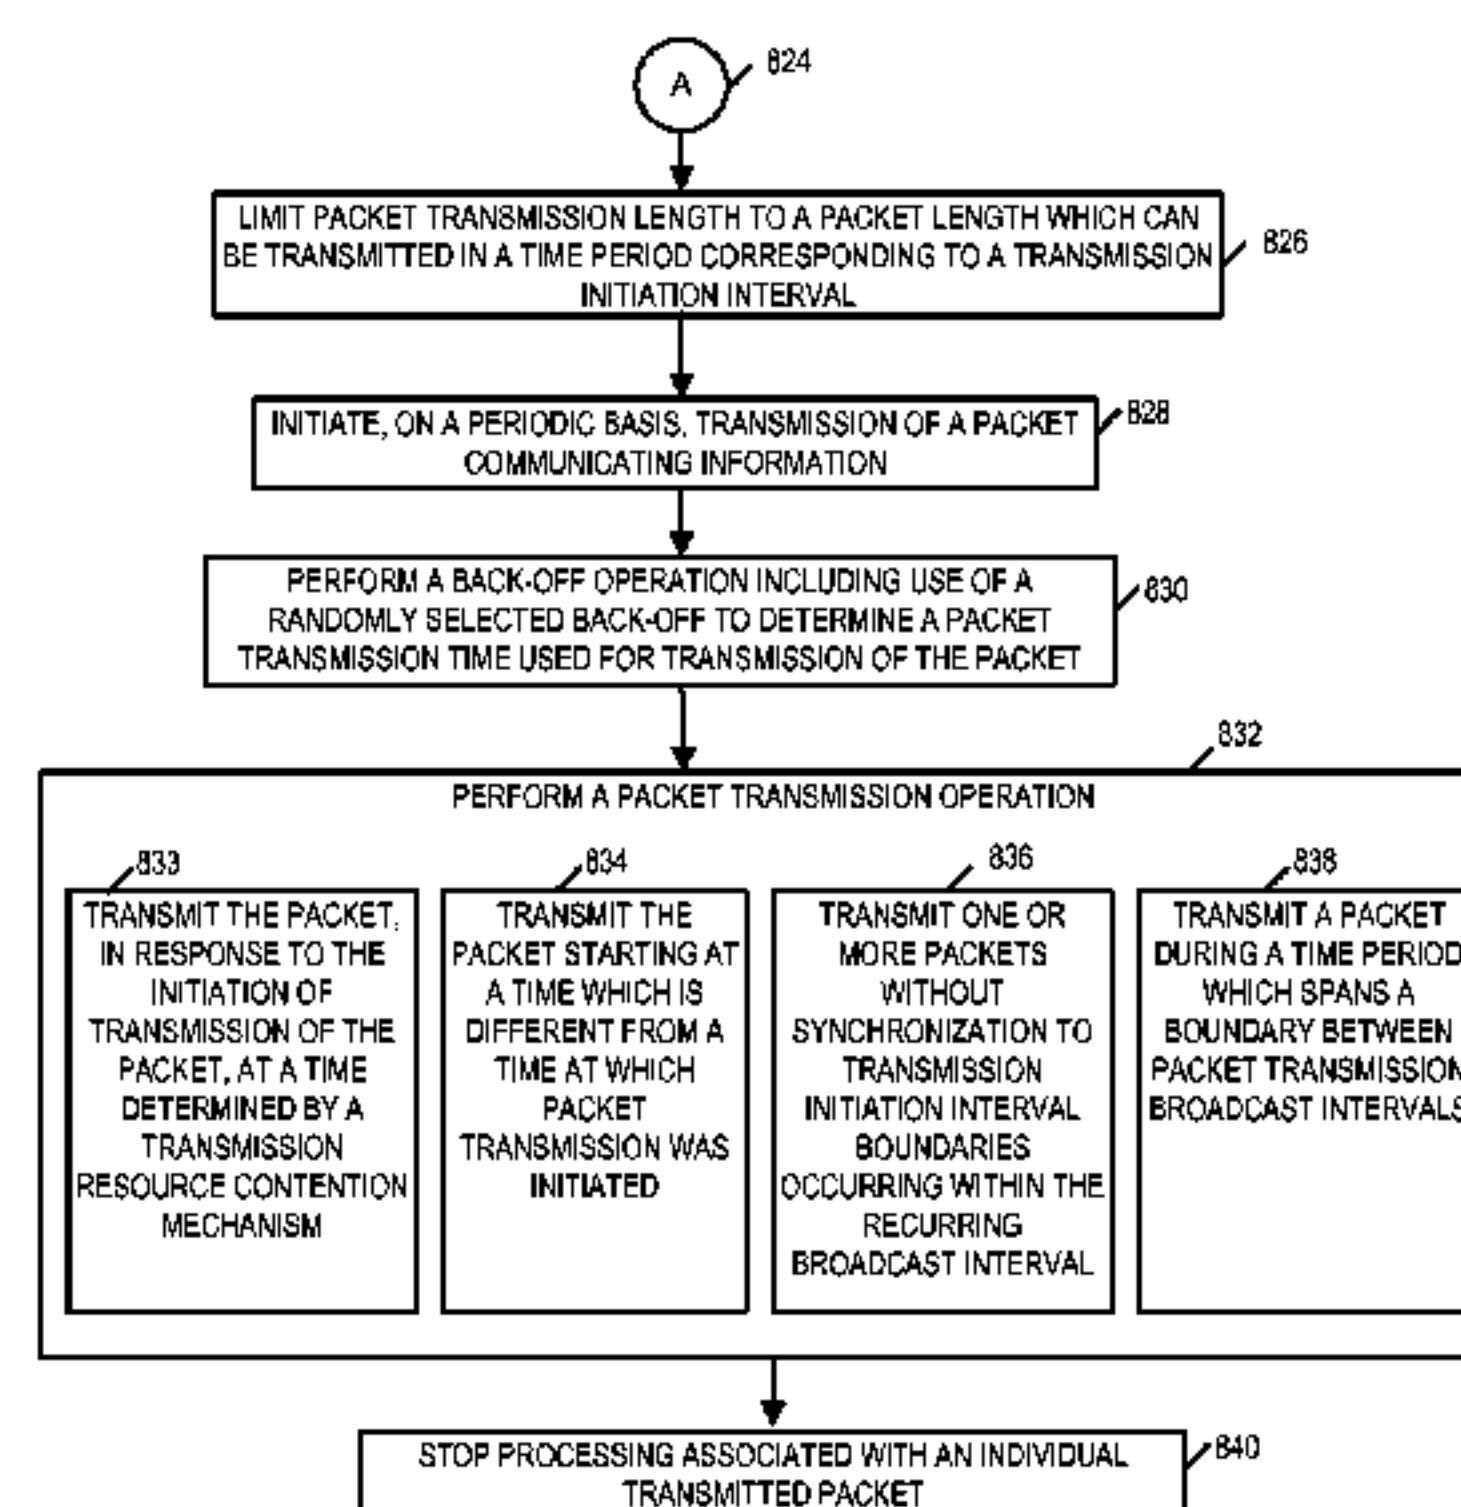 A
824
LIMIT PACKET TRANSMISSION LENGTH TO A PACKET LENGTH WHICH CAN
BE TRANSMITTED IN A TIME PERIOD CORRESPONDING TO A TRANSMISSION
INITIATION INTERVAL
826
INITIATE, ON A PERIODIC BASIS, TRANSMISSION OF A PACKET
COMMUNICATING INFORMATION
828
PERFORM A BACK-OFF OPERATION INCLUDING USE OF A
RANDOMLY SELECTED BACK-OFF TO DETERMINE A PACKET
TRANSMISSION TIME USED FOR TRANSMISSION OF THE PACKET
830
832
PERFORM A PACKET TRANSMISSION OPERATION
833
TRANSMIT THE PACKET,
IN RESPONSE TO THE
INITIATION OF
TRANSMISSION OF THE
PACKET, AT A TIME
DETERMINED BY A
TRANSMISSION
RESOURCE CONTENTION
MECHANISM
834
TRANSMIT THE
PACKET STARTING AT
A TIME WHICH IS
DIFFERENT FROM A
TIME AT WHICH
PACKET
TRANSMISSION WAS
INITIATED
836
TRANSMIT ONE OR
MORE PACKETS
WITHOUT
SYNCHRONIZATION TO
TRANSMISSION
INITIATION INTERVAL
BOUNDARIES
OCCURRING WITHIN THE
RECURRING
BROADCAST INTERVAL
838
TRANSMIT A PACKET
DURING A TIME PERIOD
WHICH SPANS A
BOUNDARY BETWEEN
PACKET TRANSMISSION
BROADCAST INTERVALS
STOP PROCESSING ASSOCIATED WITH AN INDIVIDUAL
TRANSMITTED PACKET
840